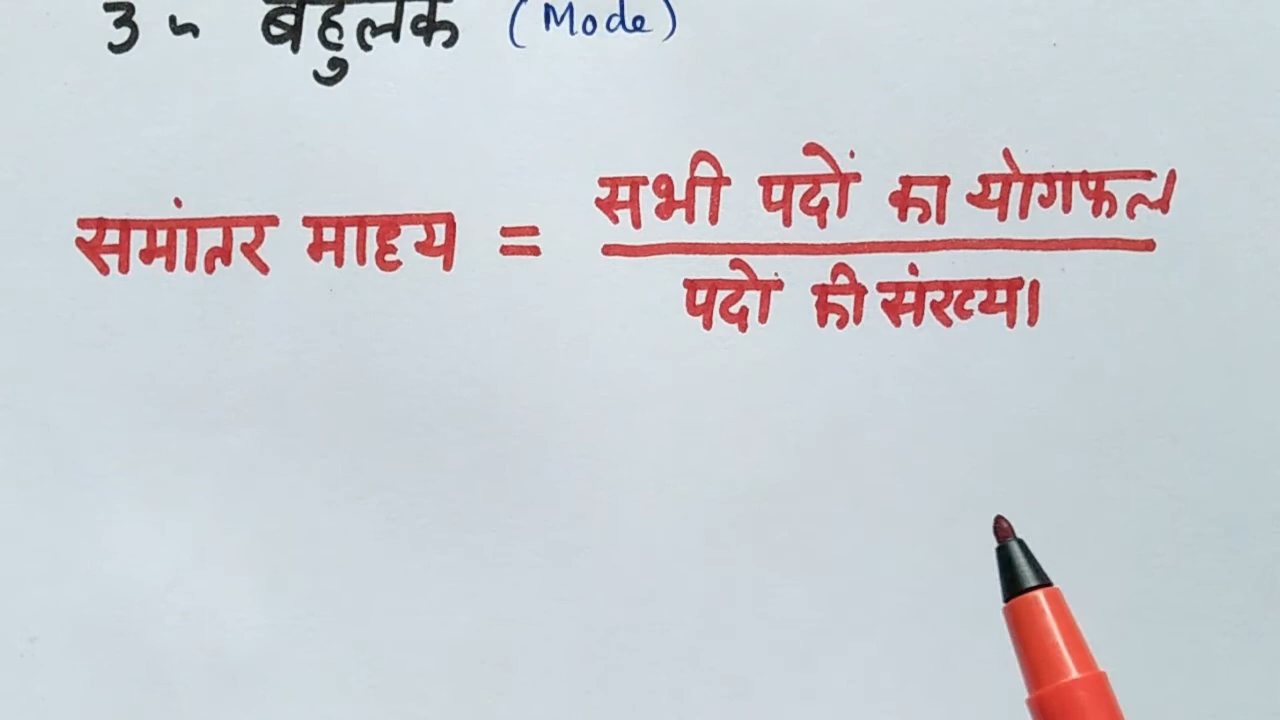 3 - बहुलक (Mode)
समांतर माध्य = सभी पदों का योगफल
पदों की संख्या